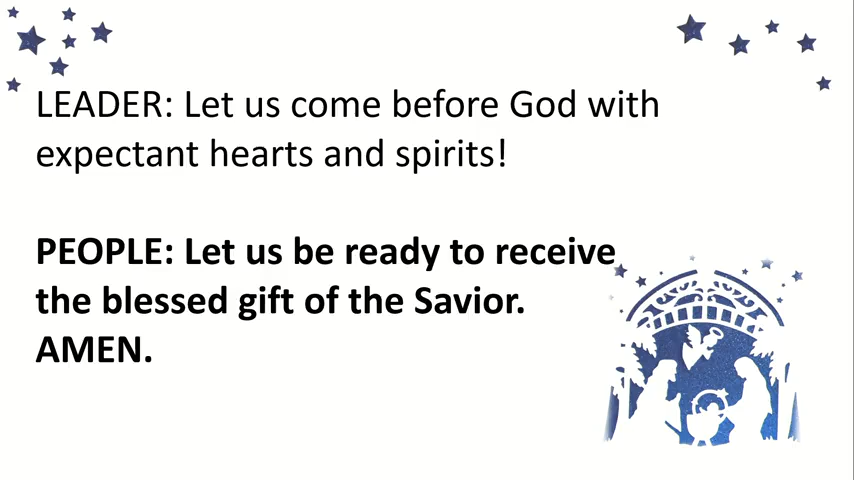 LEADER: Let us come before God with
expectant hearts and spirits!
PEOPLE: Let us be ready to receive
the blessed gift of the Savior.
AMEN.